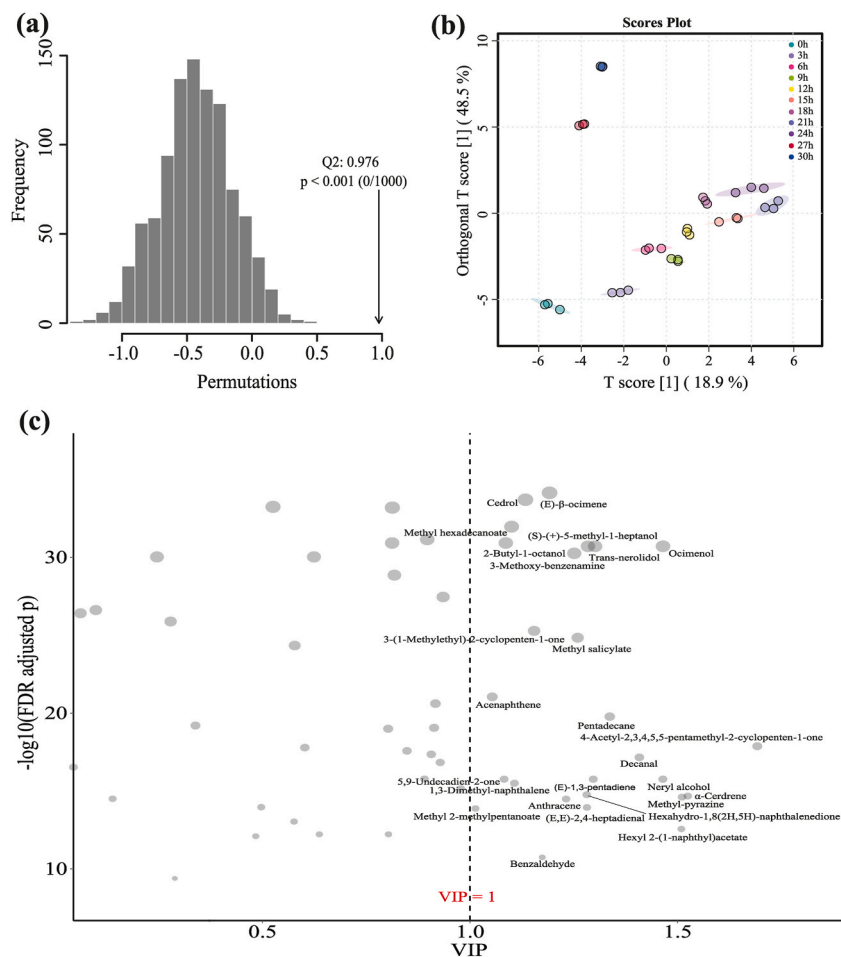 (a)
150
100
50
0
Frequency
Q2: 0.976
p < 0.001 (0/1000)
-1.0
-0.5
0.0
0.5
1.0
Permutations
(b)
Scores Plot
10
5
0
-5
Orthogonal T score [1] ( 48.5 %)
0h
3h
6h
9h
12h
15h
18h
21h
24h
27h
30h
-6
-4
-2
0
2
4
6
T score [1] ( 18.9 %)
(c)
-log10(FDR adjusted p)
30
20
10
Cedrol
(E)-β-ocimene
Methyl hexadecanoate
(S)-(+)-5-methyl-1-heptanol
2-Butyl-1-octanol
Trans-nerolidol
Ocimenol
3-Methoxy-benzenamine
3-(1-Methylethyl)-2-cyclopenten-1-one
Methyl salicylate
Acenaphthene
Pentadecane
4-Acetyl-2,3,4,5,5-pentamethyl-2-cyclopenten-1-one
Decanal
5,9-Undecadien-2-one
(E)-1,3-pentadiene
Neryl alcohol
1,3-Dimethyl-naphthalene
α-Cerdrene
Anthracene
Methyl-pyrazine
Methyl 2-methylpentanoate
(E,E)-2,4-heptadienal
Hexahydro-1,8(2H,5H)-naphthalenedione
Hexyl 2-(1-naphthyl)acetate
Benzaldehyde
VIP = 1
0.5
1.0
1.5
VIP